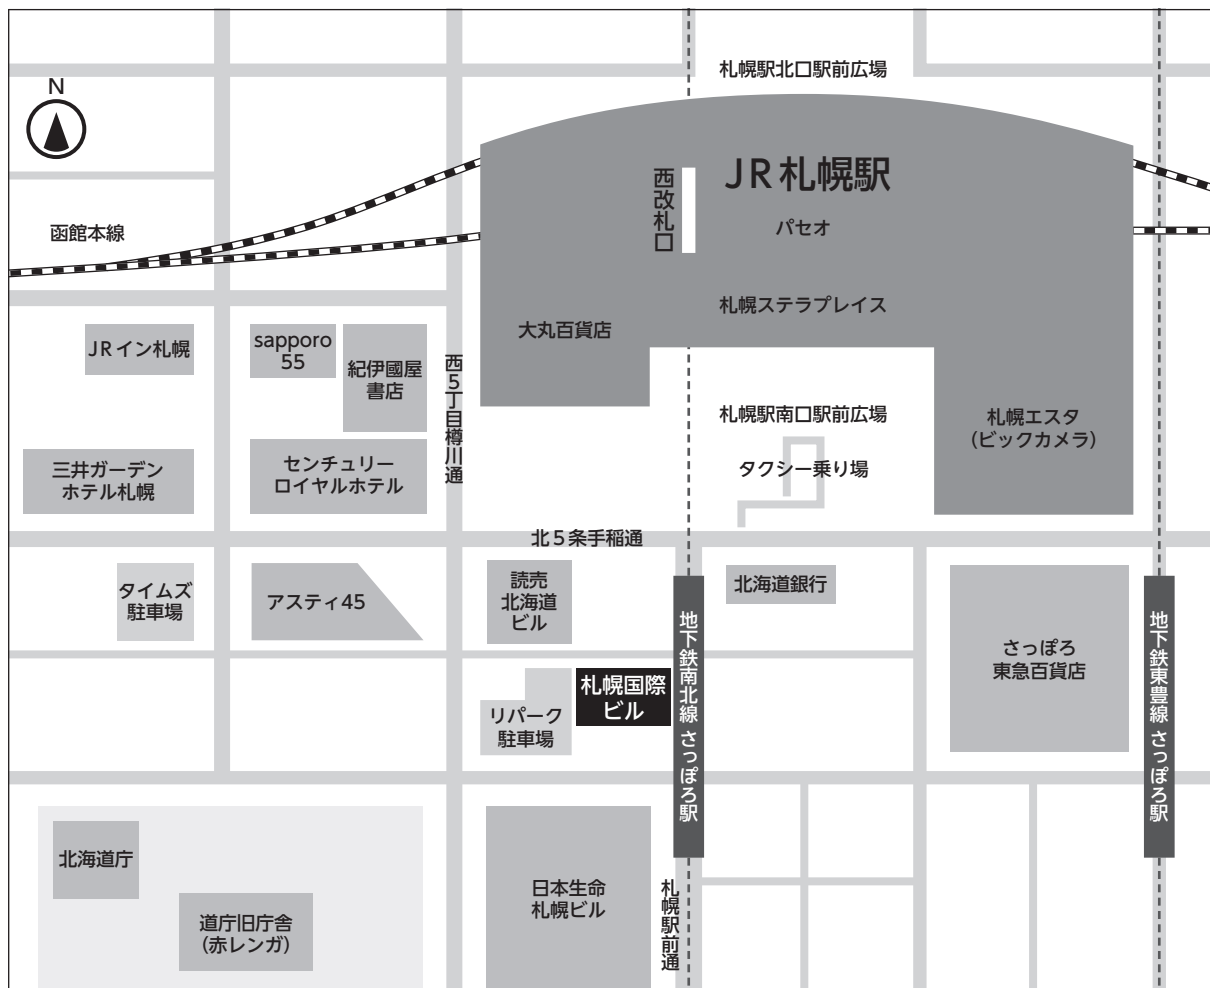 札幌駅北口駅前広場
N
JR札幌駅
西改札口
パセオ
函館本線
札幌ステラプレイス
大丸百貨店
JRイン札幌
sapporo
55
紀伊國屋
書店
西5丁目樽川通
札幌駅南口駅前広場
札幌エスタ
(ビックカメラ)
タクシー乗り場
三井ガーデン
ホテル札幌
センチュリー
ロイヤルホテル
北5条手稲通
タイムズ
駐車場
アスティ45
読売
北海道
ビル
北海道銀行
地下鉄南北線 さっぽろ駅
さっぽろ
東急百貨店
地下鉄東豊線 さっぽろ駅
札幌国際
ビル
リパーク
駐車場
北海道庁
道庁旧庁舎
(赤レンガ)
日本生命
札幌ビル
札幌駅前通